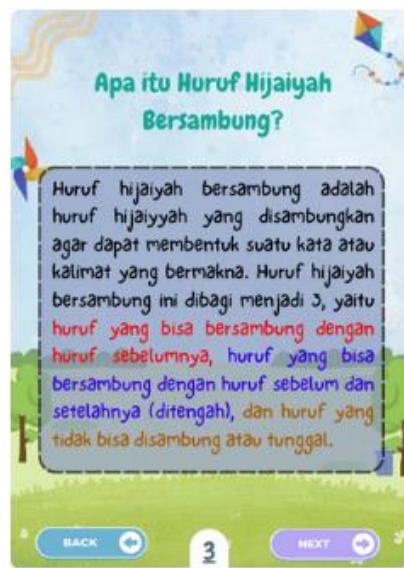 Apa itu Huruf Hijaiyah
Bersambung?
Huruf hijaiyah bersambung adalah
huruf hijaiyyah yang disambungkan
agar dapat membentuk suatu kata atau
kalimat yang bermakna. Huruf hijaiyah
bersambung ini dibagi menjadi 3, yaitu
huruf yang bisa bersambung dengan
huruf sebelumnya, huruf yang bisa
bersambung dengan huruf sebelum dan
setelahnya (ditengah), dan huruf yang
tidak bisa disambung atau tunggal.
BACK
3
NEXT